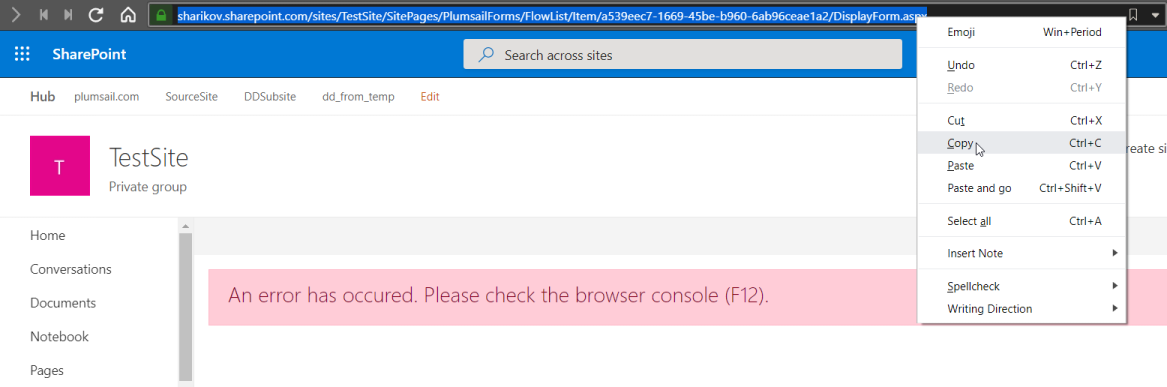 sharikov.sharepoint.com/sites/TestSite/SitePages/PlumsailForms/FlowList/Item/a539eec7-1669-45be-b960-6ab96ceae1a2/DisplayForm.aspx
SharePoint
Search across sites
Hub plumsail.com SourceSite DDSubsite dd_from_temp Edit
T
TestSite
Private group
Home
Conversations
Documents
Notebook
Pages
An error has occured. Please check the browser console (F12).
Emoji Win+Period
Undo Ctrl+Z
Redo Ctrl+Y
Cut Ctrl+X
Copy Ctrl+C
Paste Ctrl+V
Paste and go Ctrl+Shift+V
Select all Ctrl+A
Insert Note
Spellcheck
Writing Direction
reate si